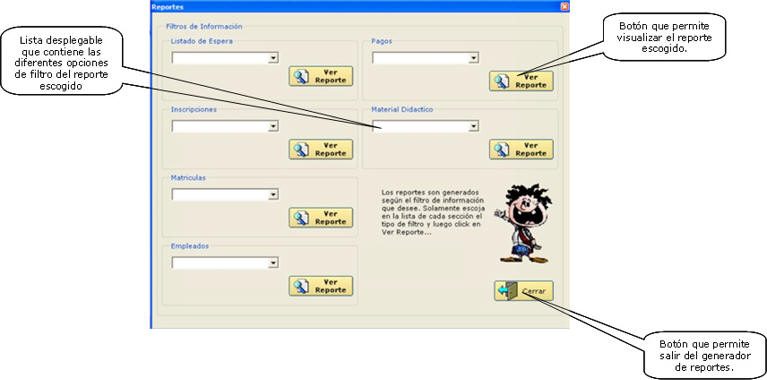 Reportes
Filtros de Información
Listado de Espera
Ver
Reporte
Pagos
Ver
Reporte
Inscripciones
Ver
Reporte
Material Didactico
Ver
Reporte
Matriculas
Ver
Reporte
Los reportes son generados
según el filtro de información
que desee. Solamente escoja
en la lista de cada sección el
tipo de filtro y luego click en
Ver Reporte...
Empleados
Ver
Reporte
Cerrar
Lista desplegable
que contiene las
diferentes opciones
de filtro del reporte
escogido
Botón que permite
visualizar el reporte
escogido.
Botón que permite
salir del generador
de reportes.